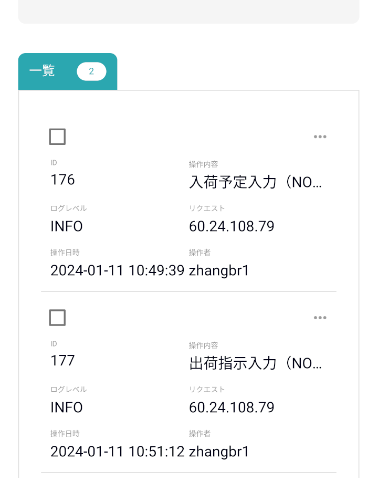 一覧 2
ID 操作内容
176 入荷予定入力（NO...
ログレベル リクエスト
INFO 60.24.108.79
操作日時 操作者
2024-01-11 10:49:39 zhangbr1
ID 操作内容
177 出荷指示入力（NO...
ログレベル リクエスト
INFO 60.24.108.79
操作日時 操作者
2024-01-11 10:51:12 zhangbr1